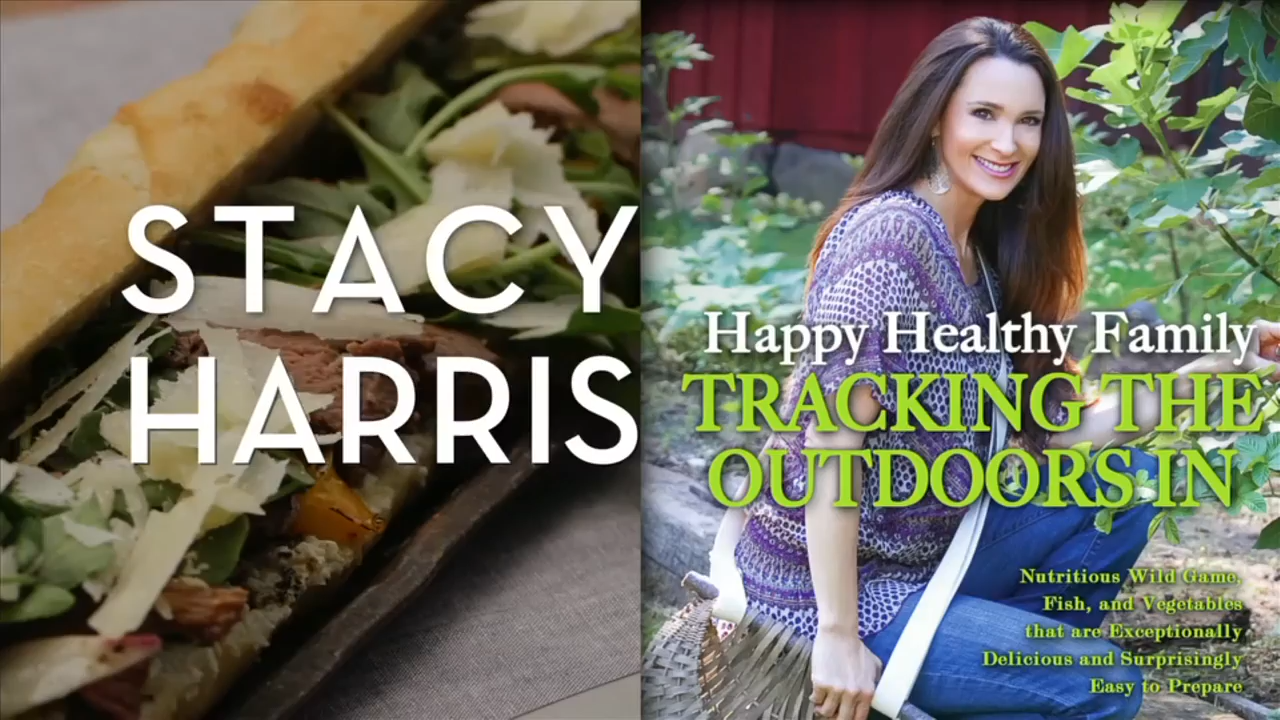 STACY
HARRIS
Happy Healthy Family
TRACKING THE
OUTDOORS IN
Nutritious Wild Game,
Fish, and Vegetables
that are Exceptionally
Delicious and Surprisingly
Easy to Prepare